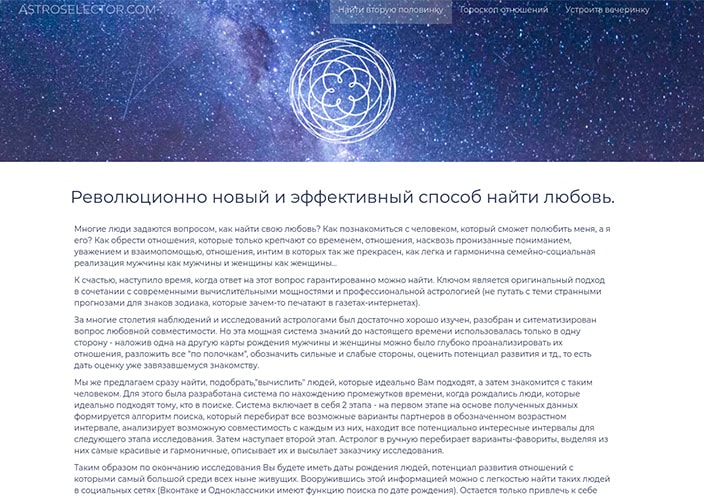 ASTROSELECTOR.COM
Найти вторую половинку Гороскоп отношений Устроить вечеринку
Революционно новый и эффективный способ найти любовь.
Многие люди задаются вопросом, как найти свою любовь? Как познакомиться с человеком, который сможет полюбить меня, а я
его? Как обрести отношения, которые только крепчают со временем, отношения, насквозь пронизанные пониманием,
уважением и взаимопомощью, отношения, интим в которых так же прекрасен, как легка и гармонична семейно-социальная
реализация мужчины как мужчины и женщины как женщины...
К счастью, наступило время, когда ответ на этот вопрос гарантированно можно найти. Ключом является оригинальный подход
в сочетании с современными вычислительными мощностями и профессиональной астрологией (не путать с теми странными
прогнозами для знаков зодиака, которые зачем-то печатают в газетах-интернетах).
За многие столетия наблюдений и исследований астрологами был достаточно хорошо изучен, разобран и ситематизирован
вопрос любовной совместимости. Но эта мощная система знаний до настоящего времени использовалась только в одну
сторону - наложив одна на другую карты рождения мужчины и женщины можно было глубоко проанализировать их
отношения, разложить все "по полочкам", обозначить сильные и слабые стороны, оценить потенциал развития и тд., то есть
дать оценку уже завязавшемуся знакомству.
Мы же предлагаем сразу найти, подобрать,"вычислить" людей, которые идеально Вам подходят, а затем знакомится с таким
человеком. Для этого была разработана система по нахождению промежутков времени, когда рождались люди, которые
идеально подходят тому, кто в поиске. Система включает в себя 2 этапа - на первом этапе на основе полученных данных
формируется алгоритм поиска, который перебират все возможные варианты партнеров в обозначенном возрастном
интервале, анализирует возможную совместимость с каждым из них, находит все потенциально интересные интервалы для
следующего этапа исследования. Затем наступает второй этап. Астролог в ручную перебирает варианты-фавориты, выделяя из
них самые красивые и гармоничные, описывает их и высылает заказчику исследования.
Таким образом по окончанию исследования Вы будете иметь даты рождения людей, потенциал развития отношений с
которыми самый большой среди всех ныне живущих. Вооружившись этой информацией можно с легкостью найти таких людей
в социальных сетях (Вконтаке и Одноклассники имеют функцию поиска по дате рождения). Остается только привлечь к себе